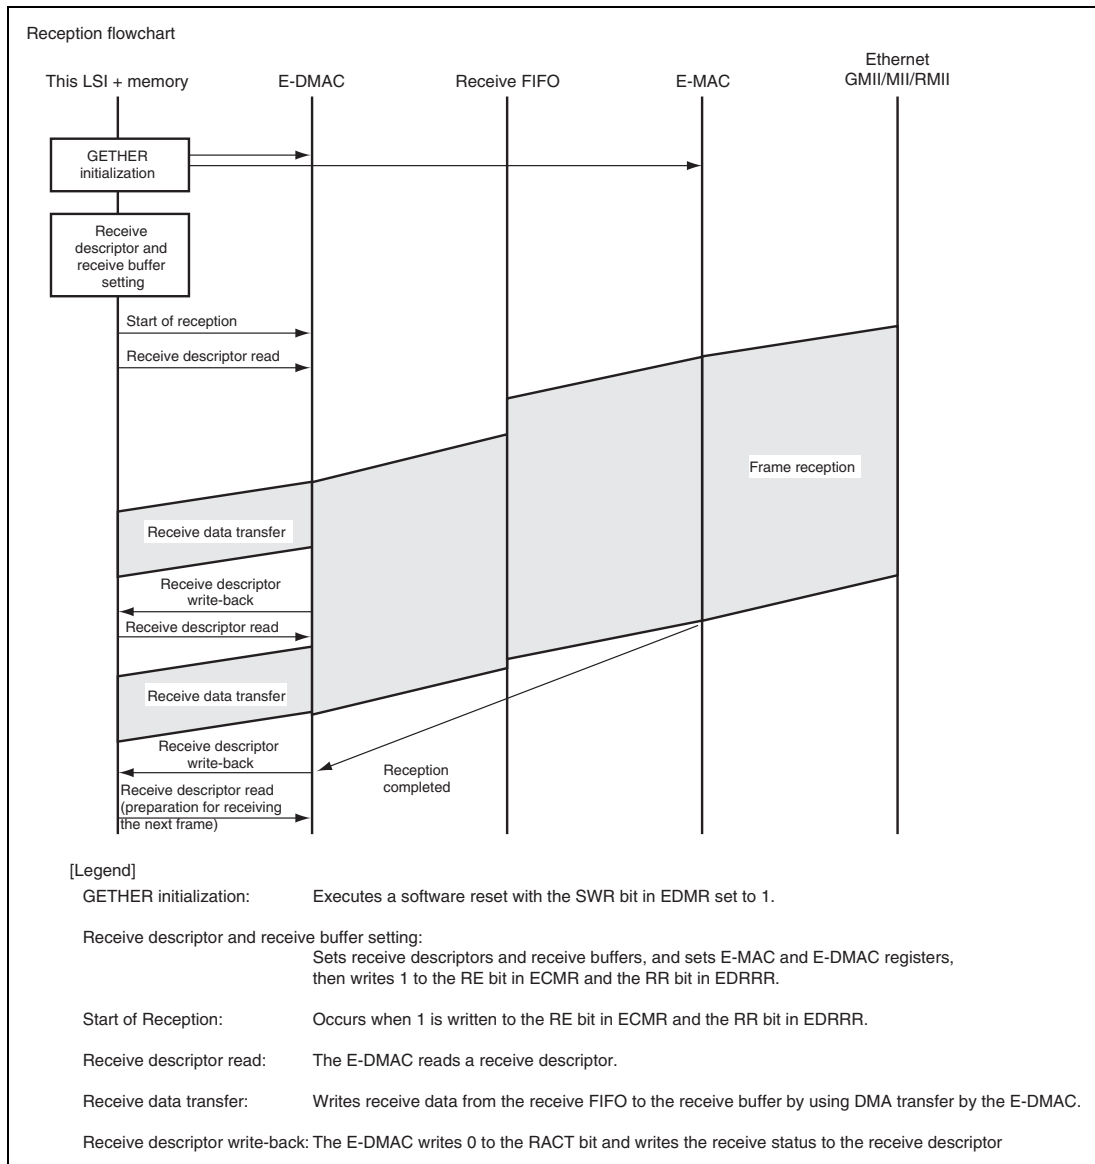 Reception flowchart
This LSI + memory
E-DMAC
Receive FIFO
E-MAC
Ethernet
GMII/MII/RMII
GETHER
initialization
Receive
descriptor and
receive buffer
setting
Start of reception
Receive descriptor read
Frame reception
Receive data transfer
Receive descriptor
write-back
Receive descriptor read
Receive data transfer
Receive descriptor
write-back
Reception
completed
Receive descriptor read
(preparation for receiving
the next frame)
[Legend]
GETHER initialization: Executes a software reset with the SWR bit in EDMR set to 1.
Receive descriptor and receive buffer setting:
Sets receive descriptors and receive buffers, and sets E-MAC and E-DMAC registers,
then writes 1 to the RE bit in ECMR and the RR bit in EDRRR.
Start of Reception: Occurs when 1 is written to the RE bit in ECMR and the RR bit in EDRRR.
Receive descriptor read: The E-DMAC reads a receive descriptor.
Receive data transfer: Writes receive data from the receive FIFO to the receive buffer by using DMA transfer by the E-DMAC.
Receive descriptor write-back: The E-DMAC writes 0 to the RACT bit and writes the receive status to the receive descriptor